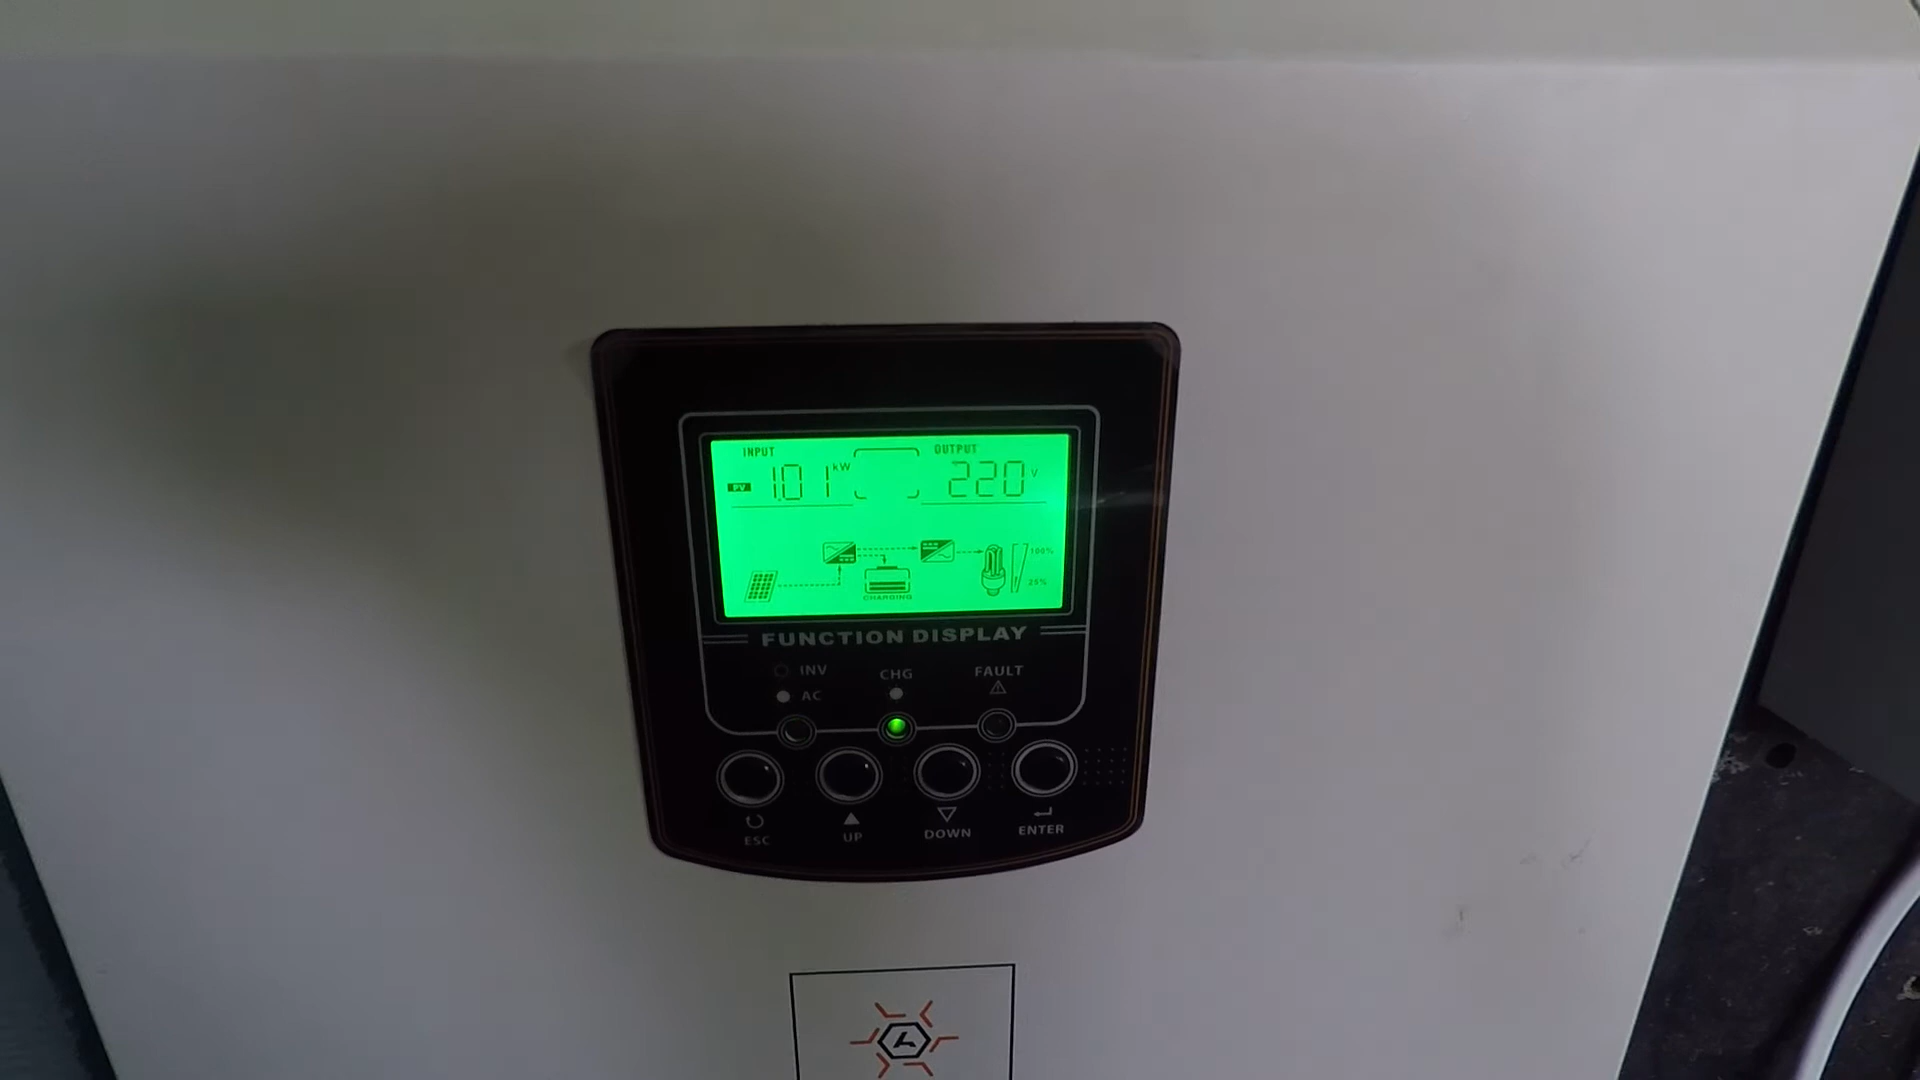 INPUT OUTPUT
PV 1.01 kW 220 V
100%
25%
CHARGING
FUNCTION DISPLAY
INV CHG FAULT
AC
ESC UP DOWN ENTER